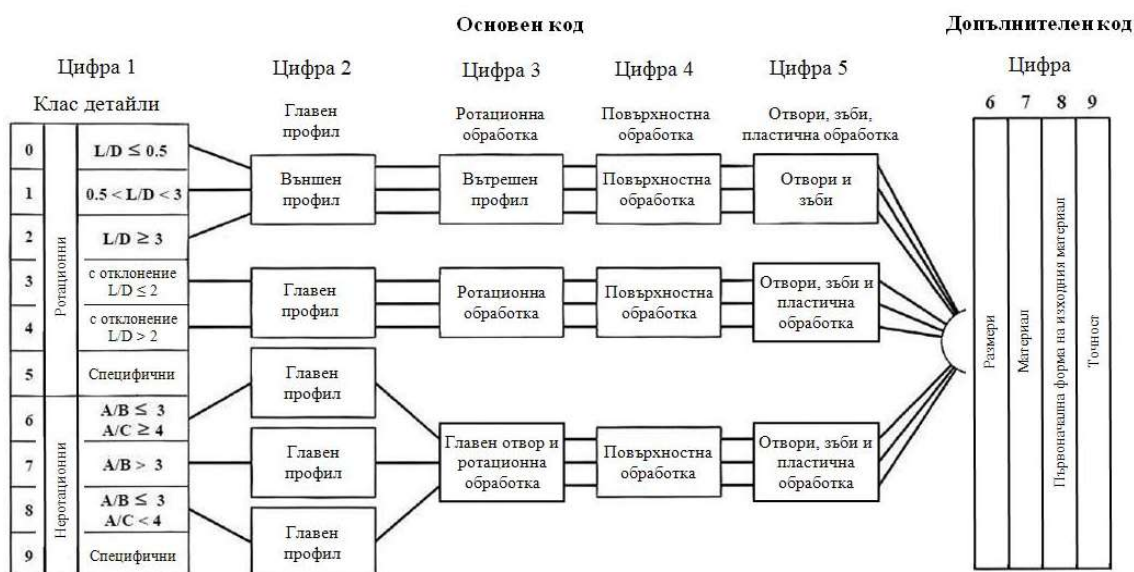 Основен код
Допълнителен код
Цифра 1
Цифра 2
Цифра 3
Цифра 4
Цифра 5
Цифра
Клас детайли
Главен
профил
Ротационна
обработка
Повърхностна
обработка
Отвори, зъби,
пластична обработка
6 7 8 9
0
Ротационни
L/D ≤ 0.5
1
0.5 < L/D < 3
2
L/D ≥ 3
3
с отклонение
L/D ≤ 2
4
с отклонение
L/D > 2
5
Специфични
6
Неротационни
A/B ≤ 3
A/C ≥ 4
7
A/B > 3
8
A/B ≤ 3
A/C < 4
9
Специфични
Външен
профил
Вътрешен
профил
Повърхностна
обработка
Отвори и
зъби
Главен
профил
Ротационна
обработка
Повърхностна
обработка
Отвори, зъби и
пластична
обработка
Главен
профил
Главен
профил
Главен
профил
Главен отвор и
ротационна
обработка
Повърхностна
обработка
Отвори, зъби и
пластична
обработка
Размери
Материал
Първоначална форма на изходния материал
Точност